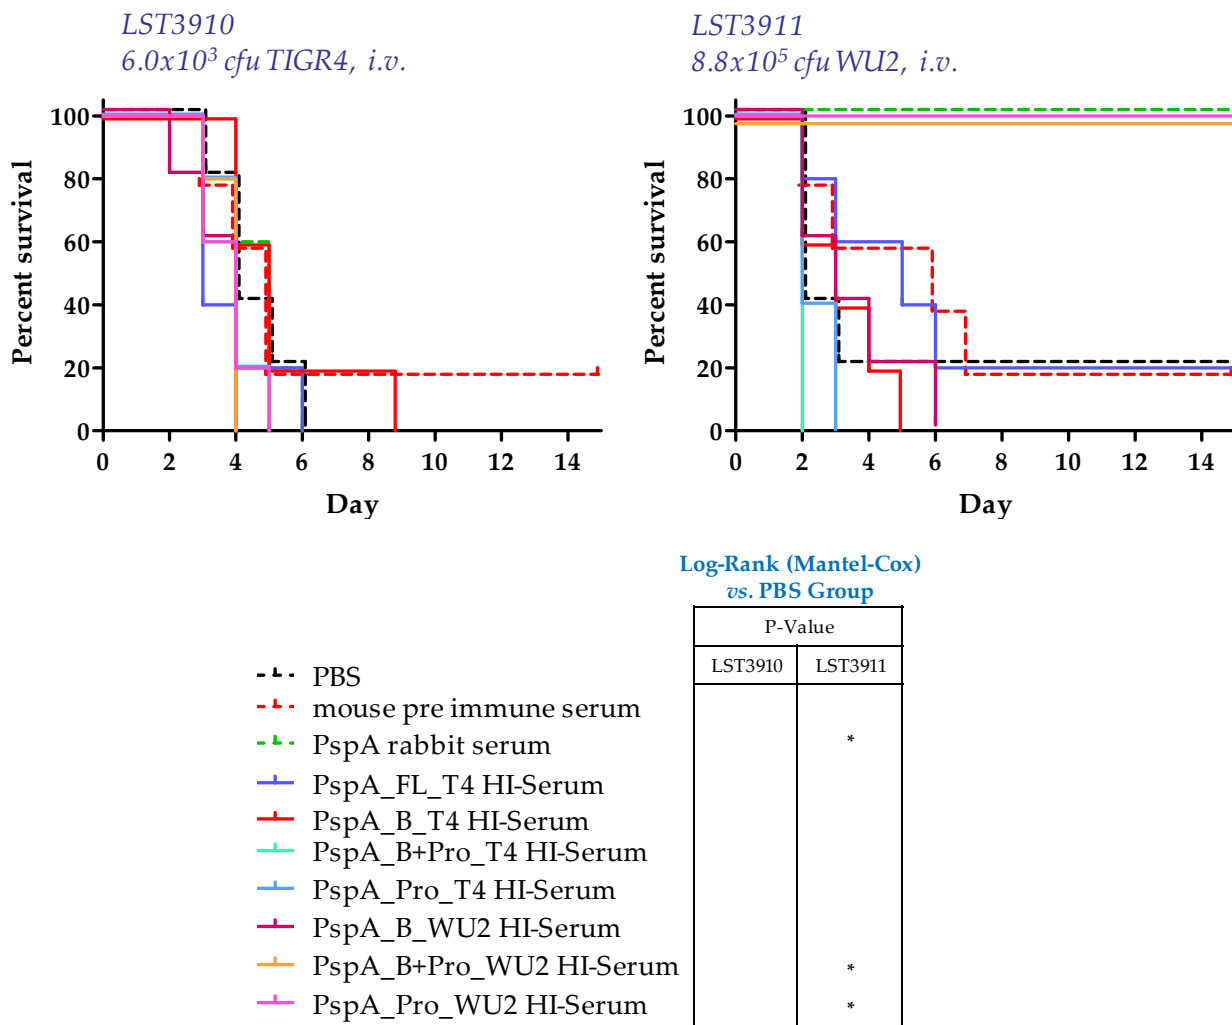 LST3910
6.0x10³ cfu TIGR4, i.v.
LST3911
8.8x10⁵ cfu WU2, i.v.
Percent survival
100
80
60
40
20
0
0 2 4 6 8 10 12 14
Day
Percent survival
100
80
60
40
20
0
0 2 4 6 8 10 12 14
Day
Log-Rank (Mantel-Cox)
vs. PBS Group
P-Value
LST3910 LST3911
PBS
mouse pre immune serum
PspA rabbit serum *
PspA_FL_T4 HI-Serum
PspA_B_T4 HI-Serum
PspA_B+Pro_T4 HI-Serum
PspA_Pro_T4 HI-Serum
PspA_B_WU2 HI-Serum
PspA_B+Pro_WU2 HI-Serum *
PspA_Pro_WU2 HI-Serum *